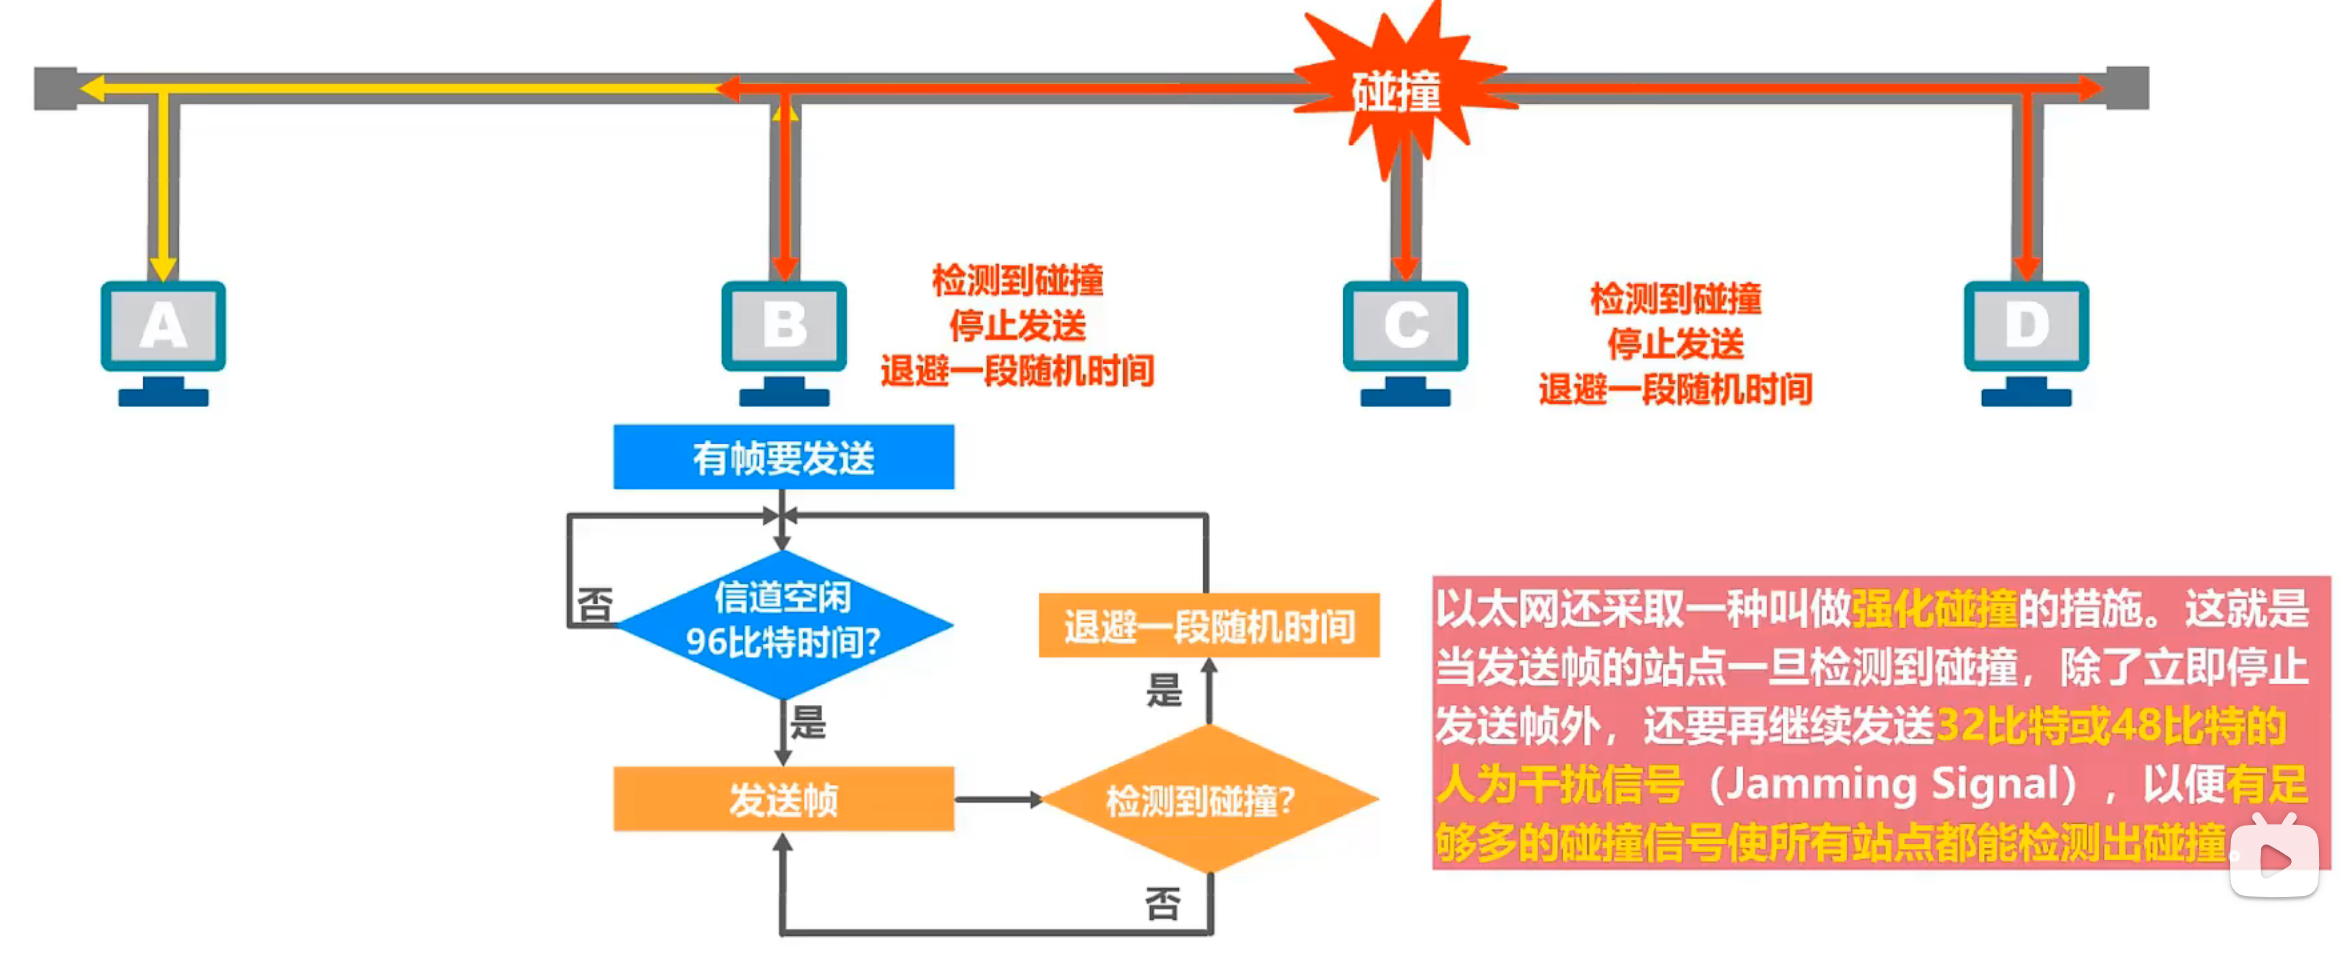 碰撞
A
B
C
D
检测到碰撞
停止发送
退避一段随机时间
检测到碰撞
停止发送
退避一段随机时间
有帧要发送
信道空闲
96比特时间?
否
是
发送帧
检测到碰撞?
是
退避一段随机时间
否
以太网还采取一种叫做强化碰撞的措施。这就是
当发送帧的站点一旦检测到碰撞，除了立即停止
发送帧外，还要再继续发送32比特或48比特的
人为干扰信号（Jamming Signal），以便有足
够多的碰撞信号使所有站点都能检测出碰撞。